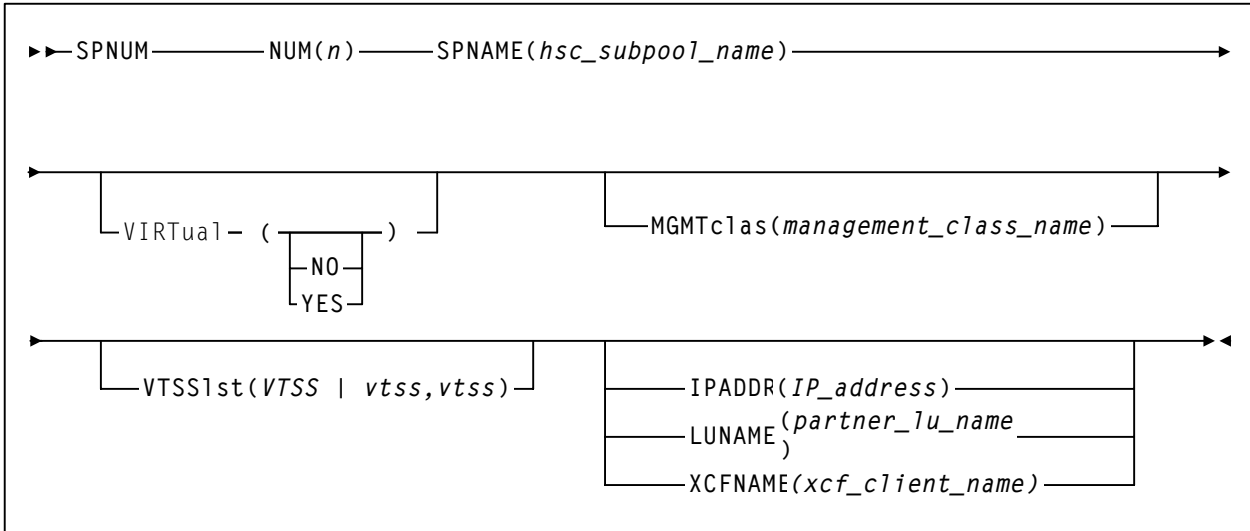 SPNUM NUM(n) SPNAME(hsc_subpool_name)
VIRTual ( )
NO
YES
MGMTclas(management_class_name)
VTSSlst(VTSS | vtss,vtss)
IPADDR(IP_address)
LUNAME(partner_lu_name
)
XCFNAME(xcf_client_name)